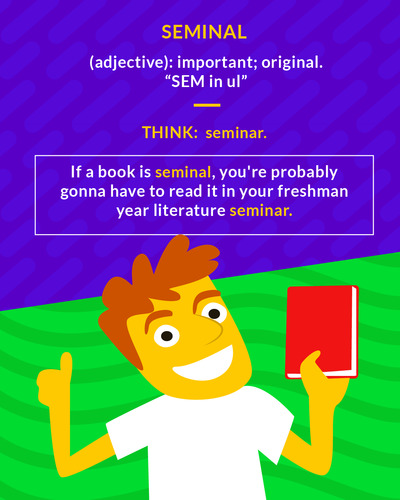 SEMINAL
(adjective): important; original.
“SEM in ul”
THINK: seminar.
If a book is seminal, you're probably
gonna have to read it in your freshman
year literature seminar.